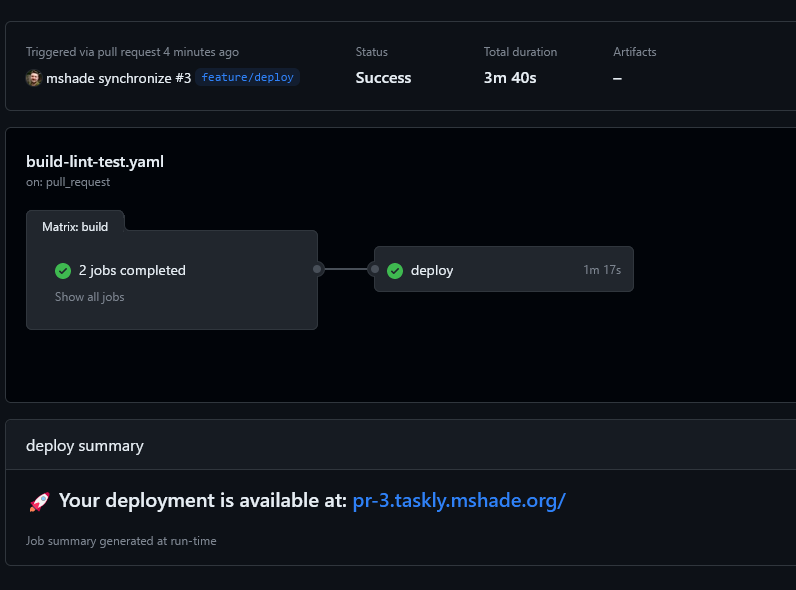 Triggered via pull request 4 minutes ago
mshade synchronize #3 feature/deploy
Status
Success
Total duration
3m 40s
Artifacts
–
build-lint-test.yaml
on: pull_request
Matrix: build
2 jobs completed
Show all jobs
deploy 1m 17s
deploy summary
🚀 Your deployment is available at: pr-3.taskly.mshade.org/
Job summary generated at run-time